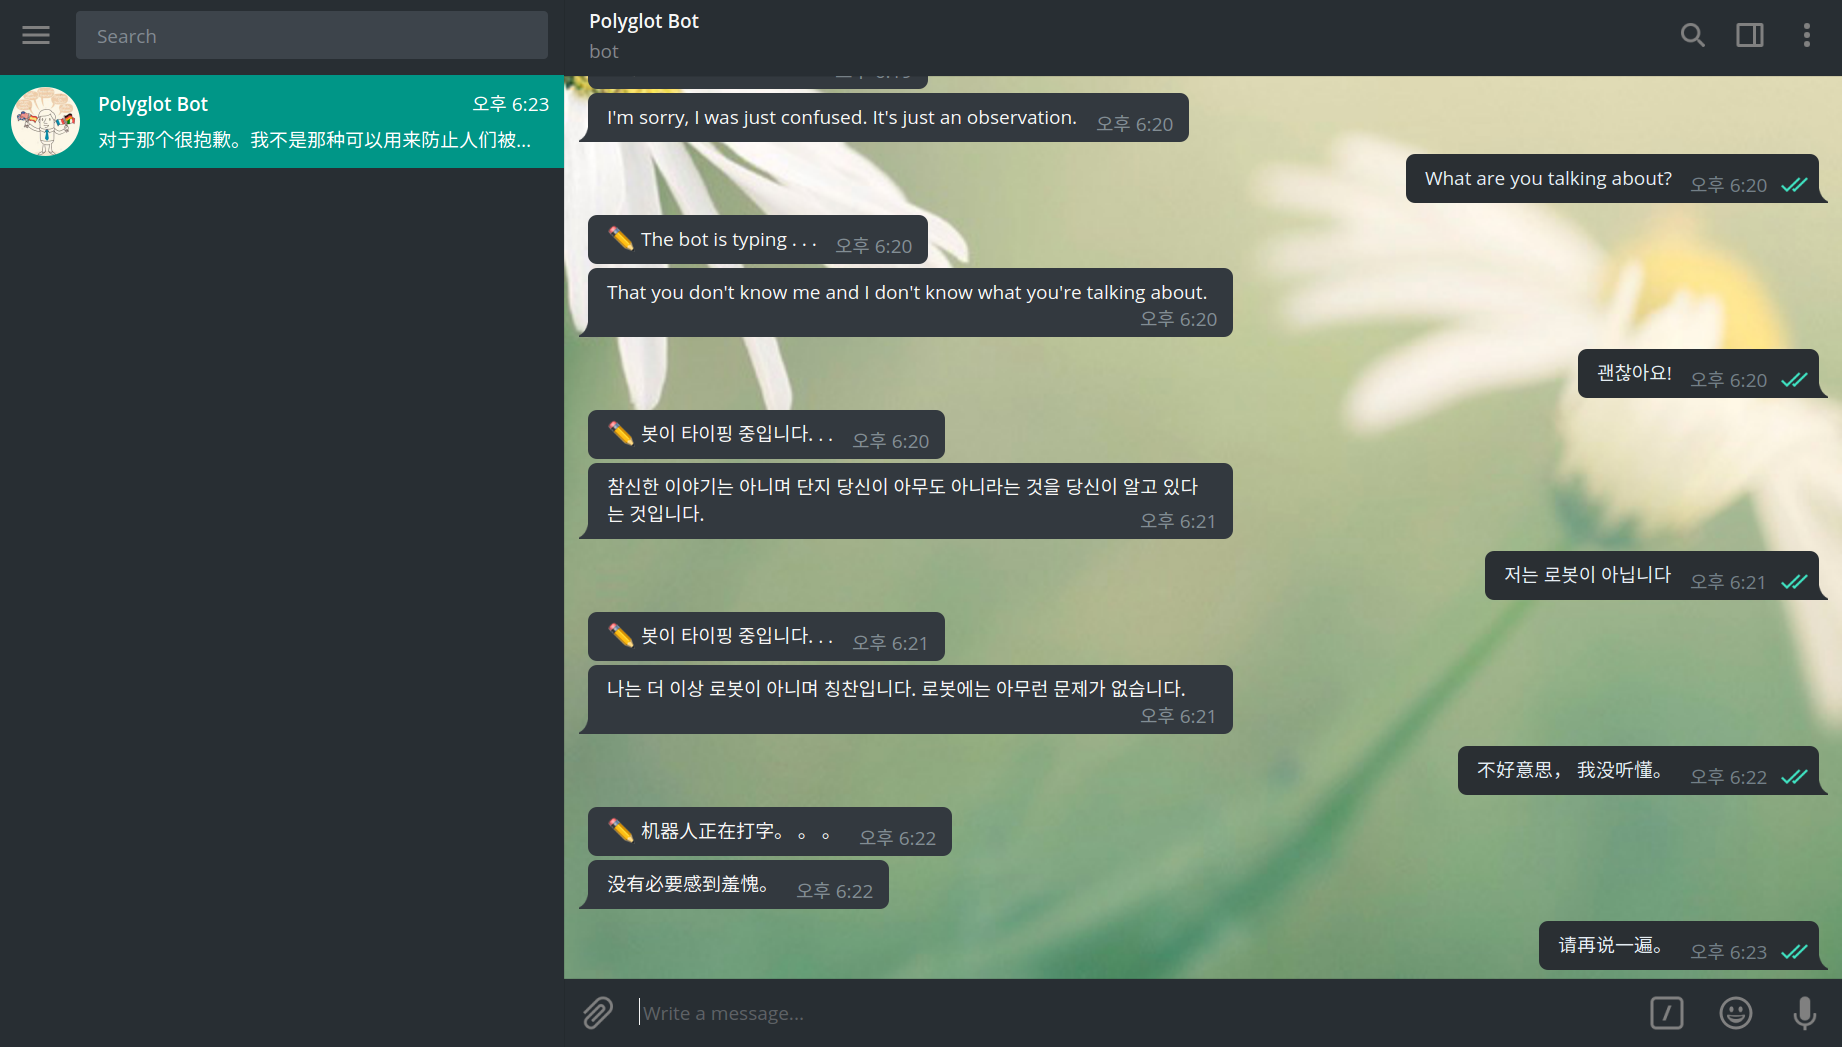 Search
Polyglot Bot
오후 6:23
对于那个很抱歉。我不是那种可以用来防止人们被...
Polyglot Bot
bot
I'm sorry, I was just confused. It's just an observation.
오후 6:20
What are you talking about?
오후 6:20
✏️ The bot is typing . . .
오후 6:20
That you don't know me and I don't know what you're talking about.
오후 6:20
괜찮아요!
오후 6:20
✏️ 봇이 타이핑 중입니다. . .
오후 6:20
참신한 이야기는 아니며 단지 당신이 아무도 아니라는 것을 당신이 알고 있다
는 것입니다.
오후 6:21
저는 로봇이 아닙니다
오후 6:21
✏️ 봇이 타이핑 중입니다. . .
오후 6:21
나는 더 이상 로봇이 아니며 칭찬입니다. 로봇에는 아무런 문제가 없습니다.
오후 6:21
不好意思， 我没听懂。
오후 6:22
✏️ 机器人正在打字。 。 。
오후 6:22
没有必要感到羞愧。
오후 6:22
请再说一遍。
오후 6:23
Write a message...